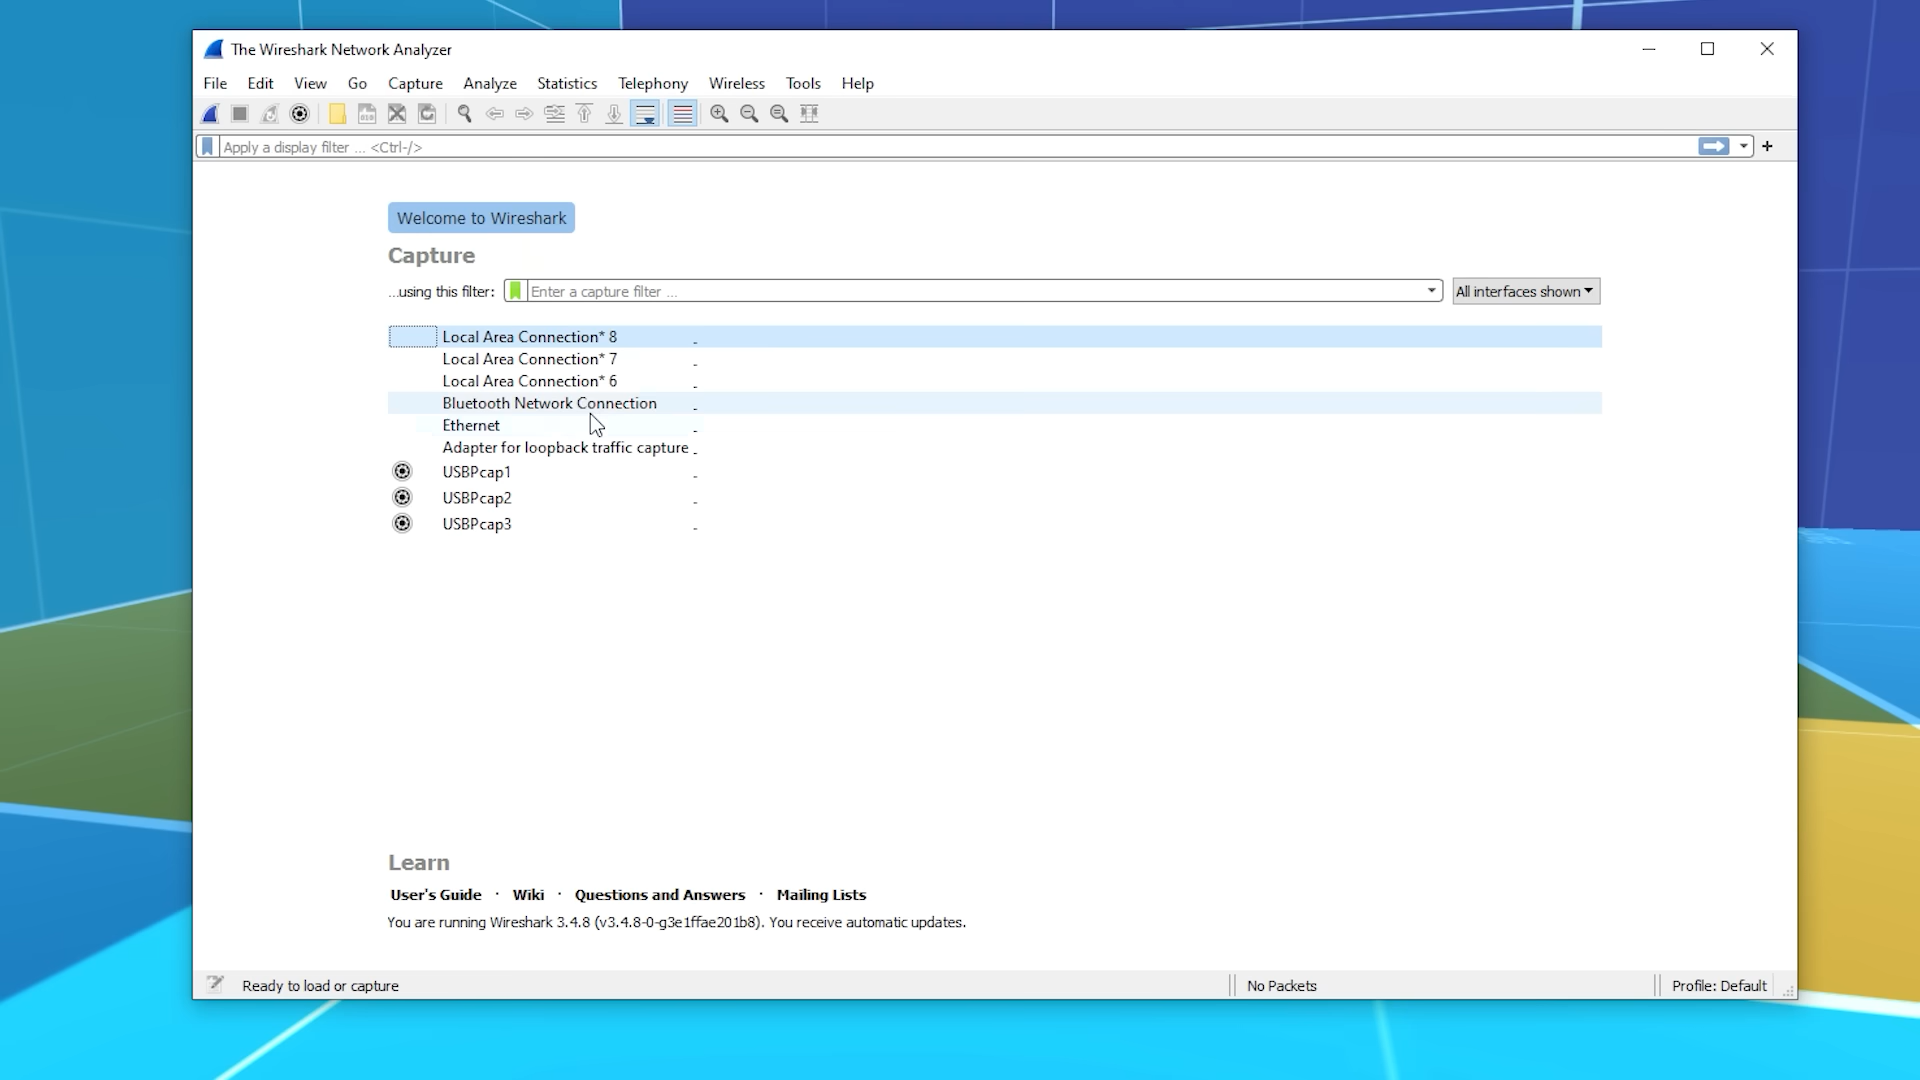 The Wireshark Network Analyzer
File Edit View Go Capture Analyze Statistics Telephony Wireless Tools Help
Apply a display filter ... <Ctrl-/>
Welcome to Wireshark
Capture
...using this filter: Enter a capture filter ... All interfaces shown
Local Area Connection* 8
Local Area Connection* 7
Local Area Connection* 6
Bluetooth Network Connection
Ethernet
Adapter for loopback traffic capture
USBPcap1
USBPcap2
USBPcap3
Learn
User's Guide · Wiki · Questions and Answers · Mailing Lists
You are running Wireshark 3.4.8 (v3.4.8-0-g3e1ffae201b8). You receive automatic updates.
Ready to load or capture No Packets Profile: Default